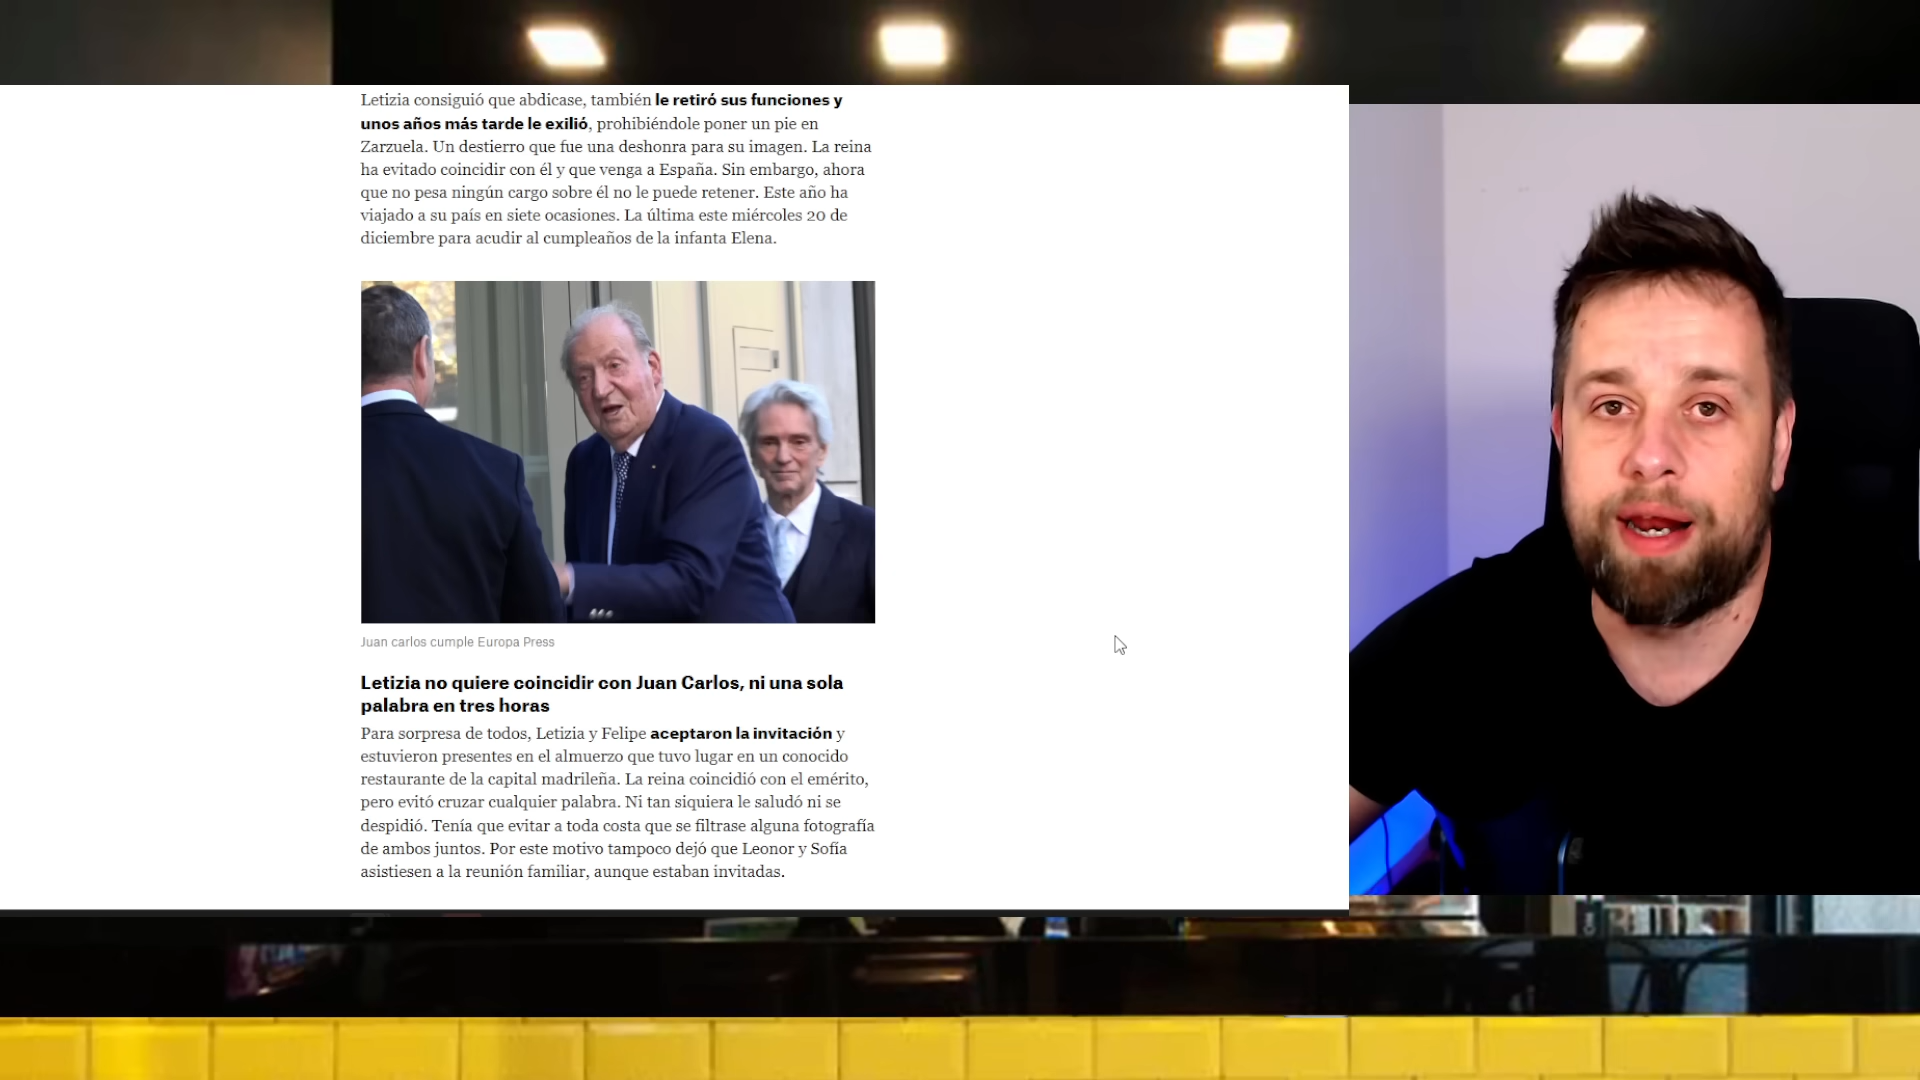 Letizia consiguió que abdicase, también le retiró sus funciones y
unos años más tarde le exilió, prohibiéndole poner un pie en
Zarzuela. Un destierro que fue una deshonra para su imagen. La reina
ha evitado coincidir con él y que venga a España. Sin embargo, ahora
que no pesa ningún cargo sobre él no le puede retener. Este año ha
viajado a su país en siete ocasiones. La última este miércoles 20 de
diciembre para acudir al cumpleaños de la infanta Elena.
Juan carlos cumple Europa Press
Letizia no quiere coincidir con Juan Carlos, ni una sola
palabra en tres horas
Para sorpresa de todos, Letizia y Felipe aceptaron la invitación y
estuvieron presentes en el almuerzo que tuvo lugar en un conocido
restaurante de la capital madrileña. La reina coincidió con el emérito,
pero evitó cruzar cualquier palabra. Ni tan siquiera le saludó ni se
despidió. Tenía que evitar a toda costa que se filtrase alguna fotografía
de ambos juntos. Por este motivo tampoco dejó que Leonor y Sofía
asistiesen a la reunión familiar, aunque estaban invitadas.